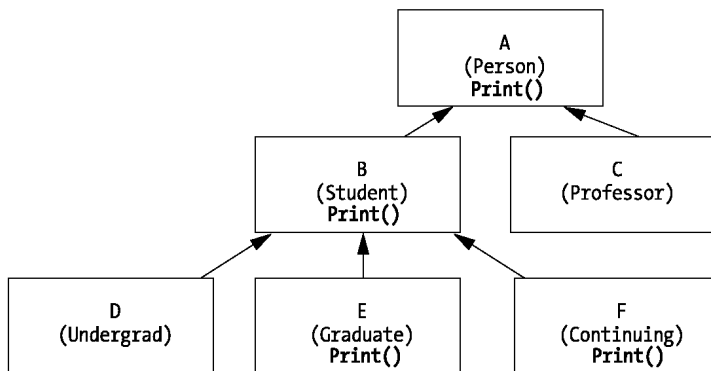 A
(Person)
Print()
B
(Student)
Print()
C
(Professor)
D
(Undergrad)
E
(Graduate)
Print()
F
(Continuing)
Print()